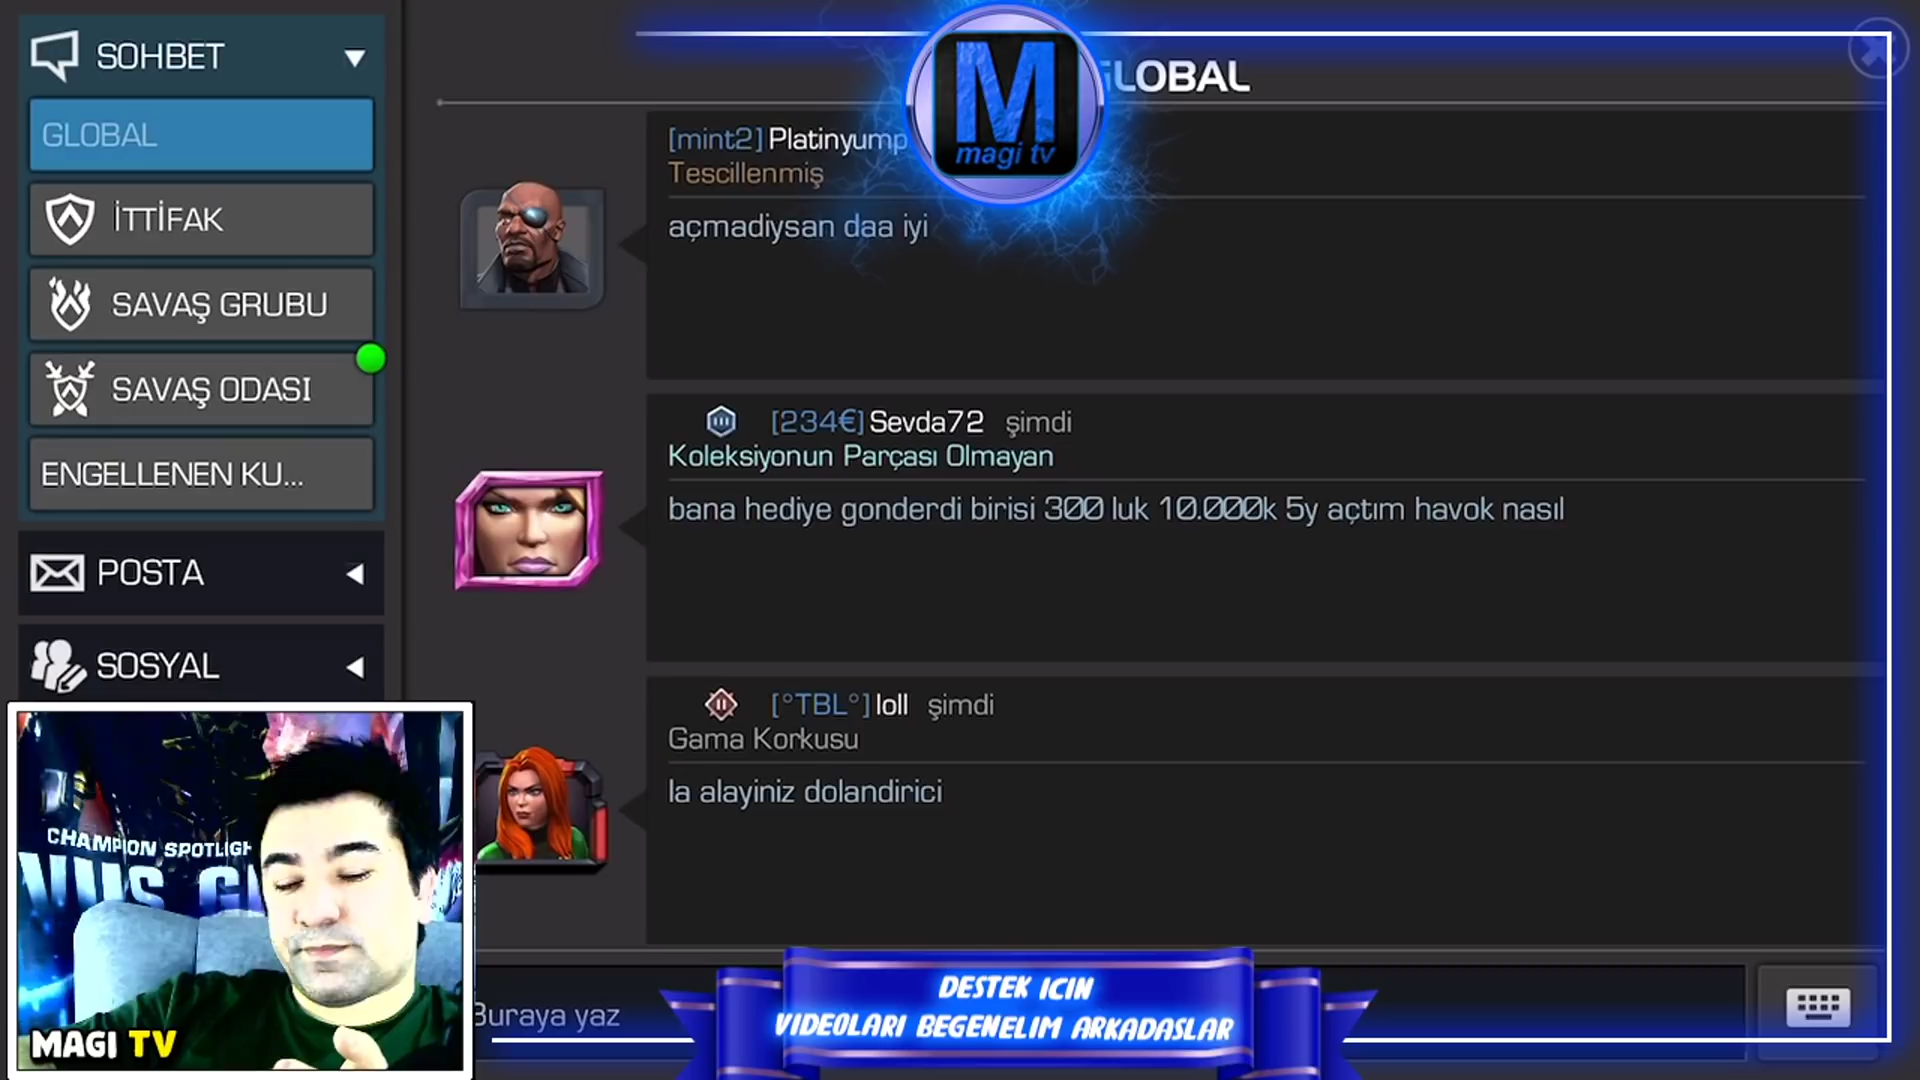 SOHBET
GLOBAL
İTTİFAK
SAVAŞ GRUBU
SAVAŞ ODASI
ENGELLENEN KU...
POSTA
SOSYAL
GLOBAL
M
magi tv
[mint2] Platinyump
Tescillenmiş
açmadiysan daa iyi
[234€] Sevda72 şimdi
Koleksiyonun Parçası Olmayan
bana hediye gonderdi birisi 300 luk 10.000k 5y açtım havok nasıl
[°TBL°] loll şimdi
Gama Korkusu
la alayiniz dolandirici
CHAMPION SPOTLIGH
MAGI TV
Buraya yaz
DESTEK ICIN
VIDEOLARI BEGENELIM ARKADASLAR